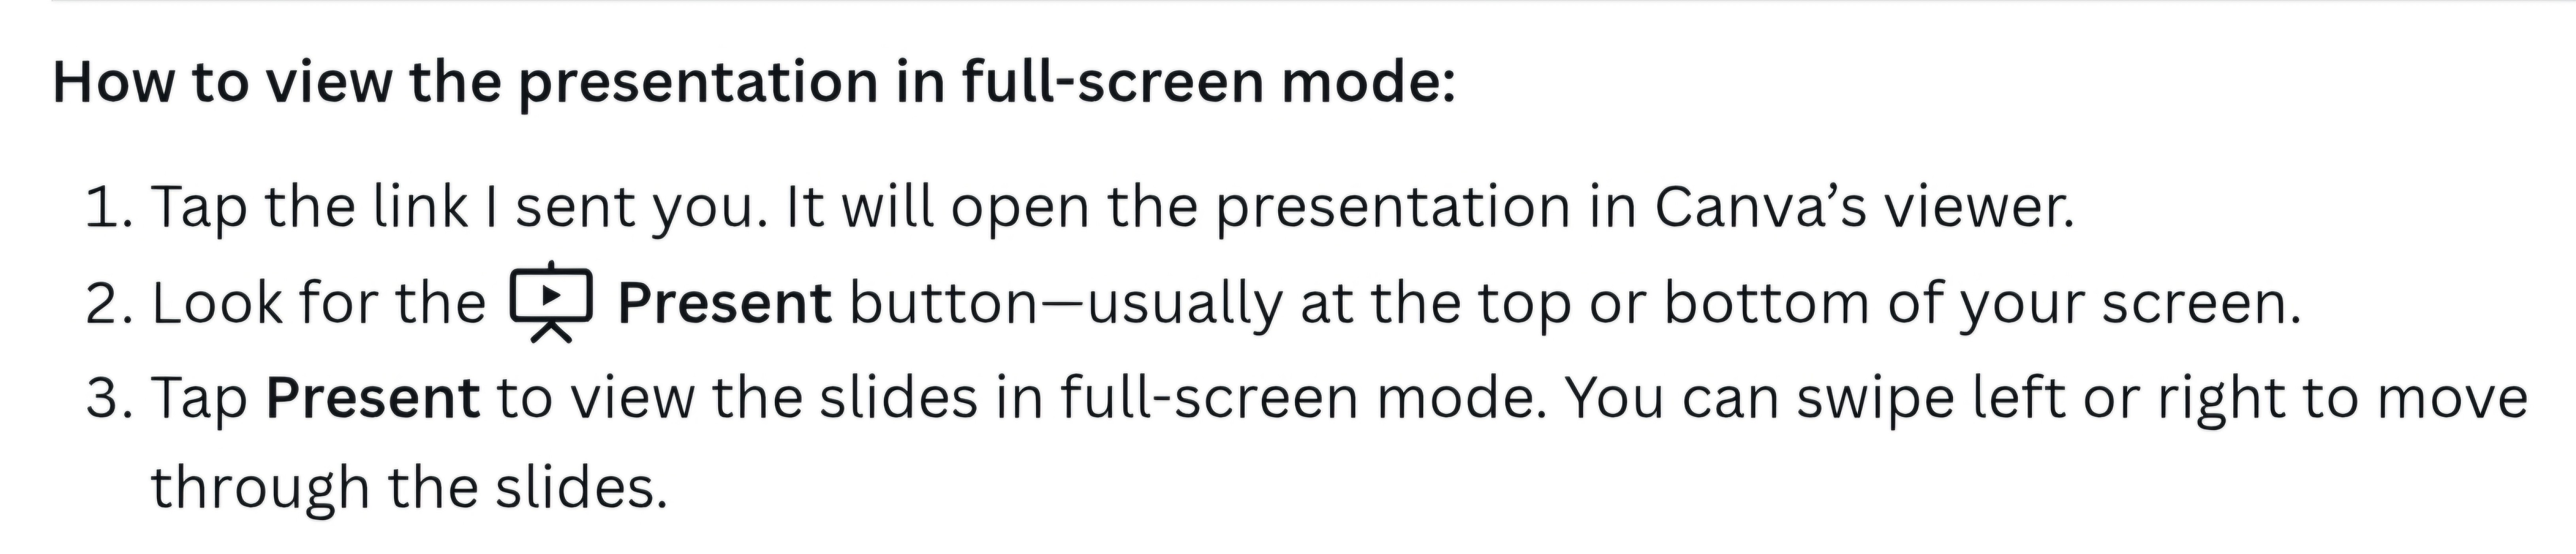 How to view the presentation in full-screen mode:
1. Tap the link I sent you. It will open the presentation in Canva’s viewer.
2. Look for the Present button—usually at the top or bottom of your screen.
3. Tap Present to view the slides in full-screen mode. You can swipe left or right to move
through the slides.